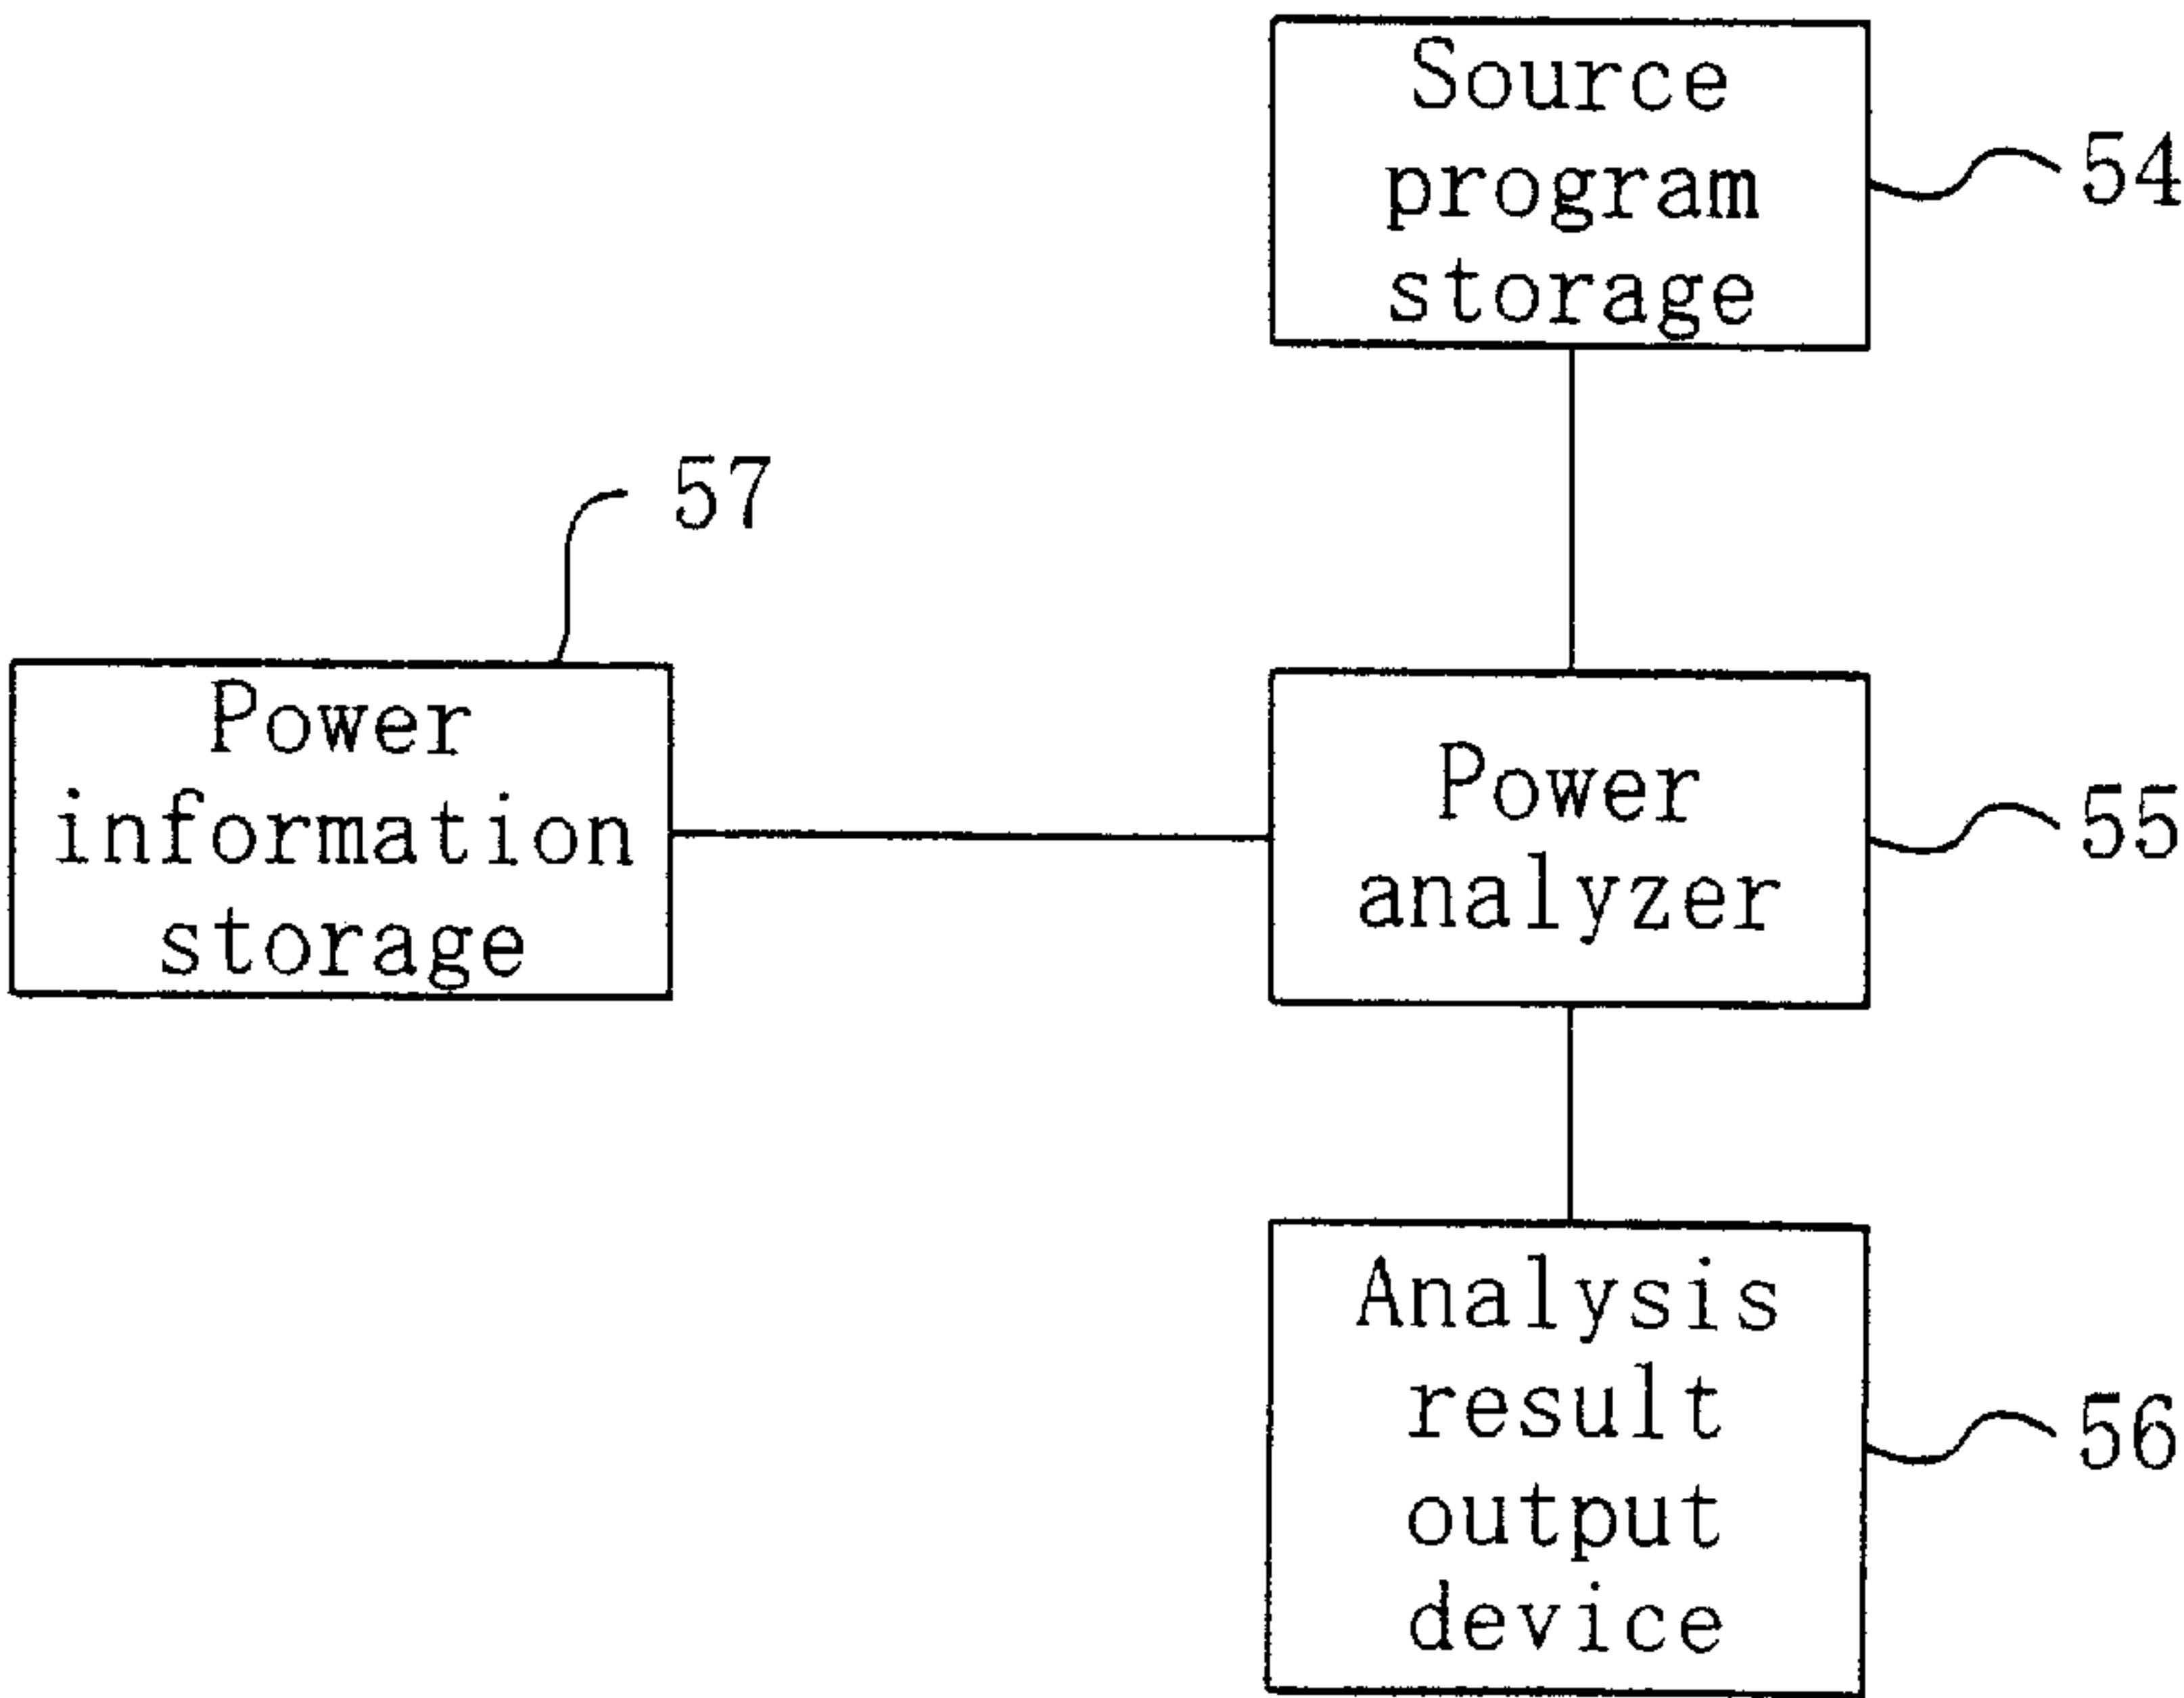 Source
program
storage
54
57
Power
information
storage
Power
analyzer
55
Analysis
result
output
device
56